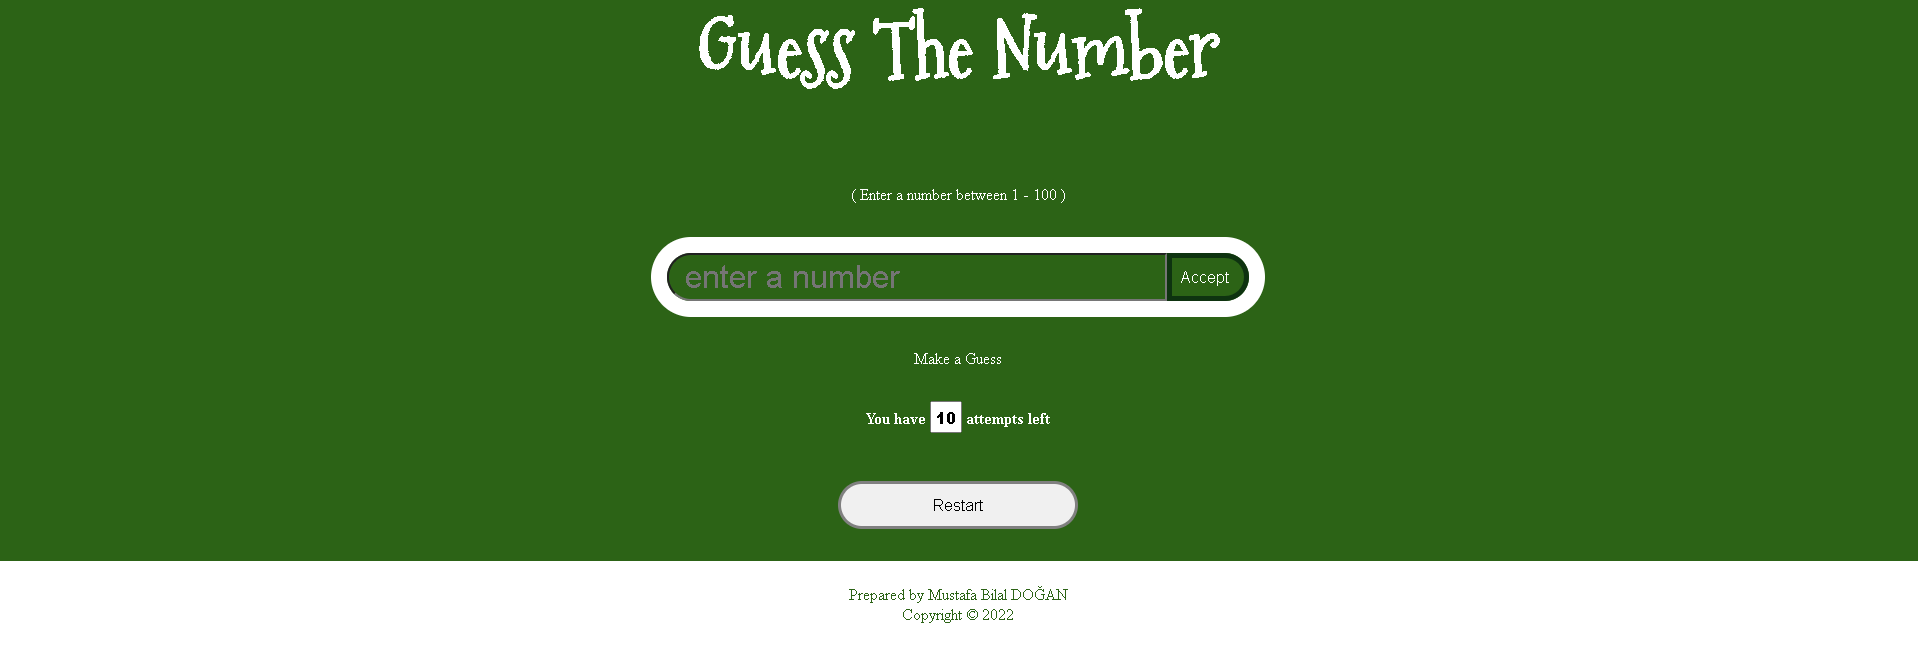 Guess The Number
( Enter a number between 1 - 100 )
enter a number
Accept
Make a Guess
You have 10 attempts left
Restart
Prepared by Mustafa Bilal DOĞAN
Copyright © 2022